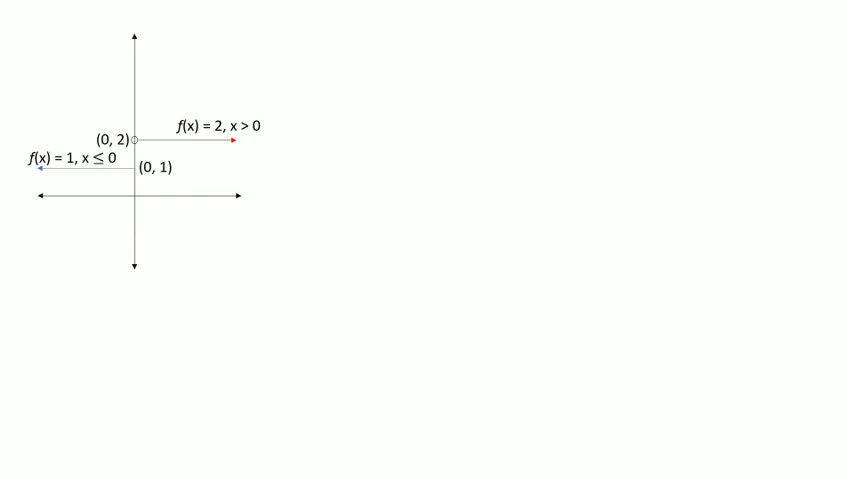 f(x) = 2, x > 0
(0, 2)
f(x) = 1, x ≤ 0
(0, 1)